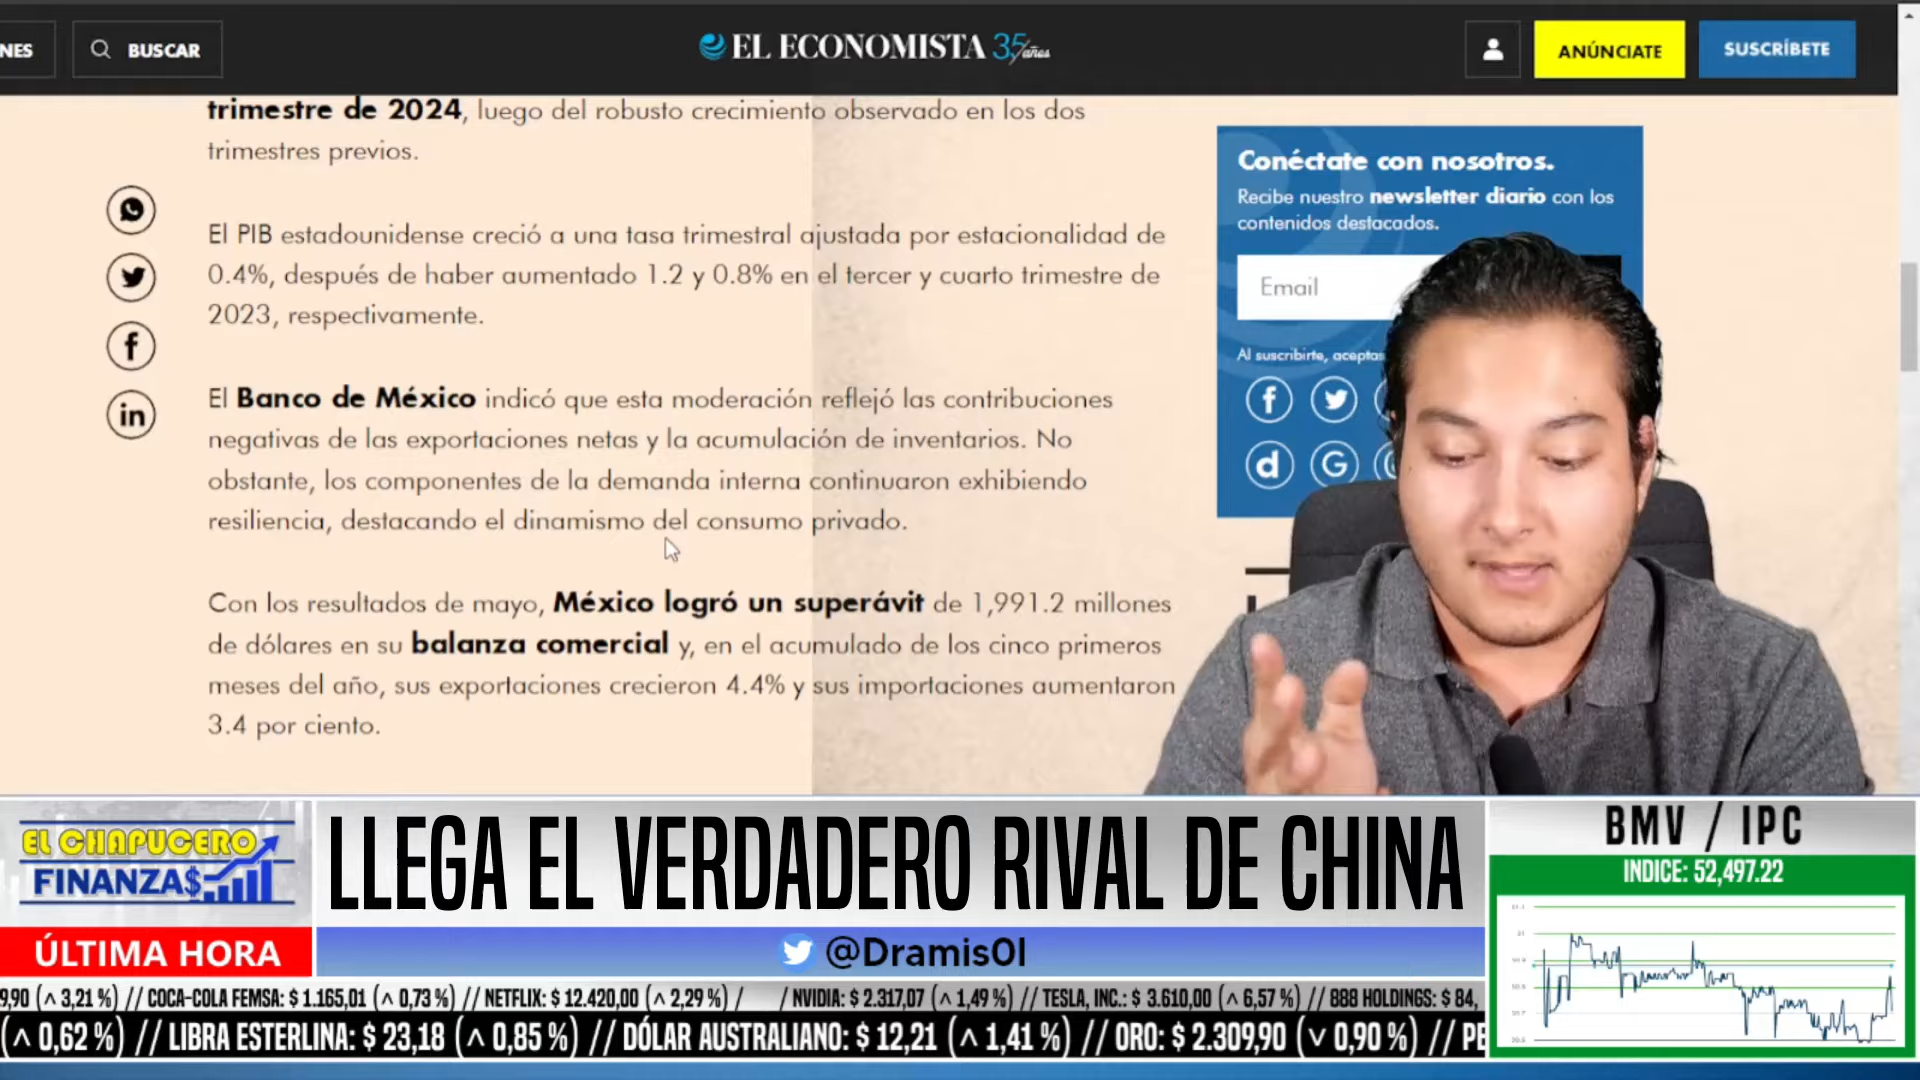 NES
BUSCAR
EL ECONOMISTA 35 años
ANÚNCIATE
SUSCRÍBETE
trimestre de 2024, luego del robusto crecimiento observado en los dos
trimestres previos.
El PIB estadounidense creció a una tasa trimestral ajustada por estacionalidad de
0.4%, después de haber aumentado 1.2 y 0.8% en el tercer y cuarto trimestre de
2023, respectivamente.
El Banco de México indicó que esta moderación reflejó las contribuciones
negativas de las exportaciones netas y la acumulación de inventarios. No
obstante, los componentes de la demanda interna continuaron exhibiendo
resiliencia, destacando el dinamismo del consumo privado.
Con los resultados de mayo, México logró un superávit de 1,991.2 millones
de dólares en su balanza comercial y, en el acumulado de los cinco primeros
meses del año, sus exportaciones crecieron 4.4% y sus importaciones aumentaron
3.4 por ciento.
Conéctate con nosotros.
Recibe nuestro newsletter diario con los
contenidos destacados.
Email
Al suscribirte, aceptas
EL CHAPUCERO
FINANZA$
LLEGA EL VERDADERO RIVAL DE CHINA
ÚLTIMA HORA
@DramisOl
BMV / IPC
INDICE: 52,497.22
9,90 (^ 3,21 %) // COCA-COLA FEMSA: $ 1.165,01 (^ 0,73 %) // NETFLIX: $ 12.420,00 (^ 2,29 %) / / NVIDIA: $ 2.317,07 (^ 1,49 %) // TESLA, INC.: $ 3.610,00 (^ 6,57 %) // 888 HOLDINGS: $ 84,
(^ 0,62 %) // LIBRA ESTERLINA: $ 23,18 (^ 0,85 %) // DÓLAR AUSTRALIANO: $ 12,21 (^ 1,41 %) // ORO: $ 2.309,90 (v 0,90 %) // PE